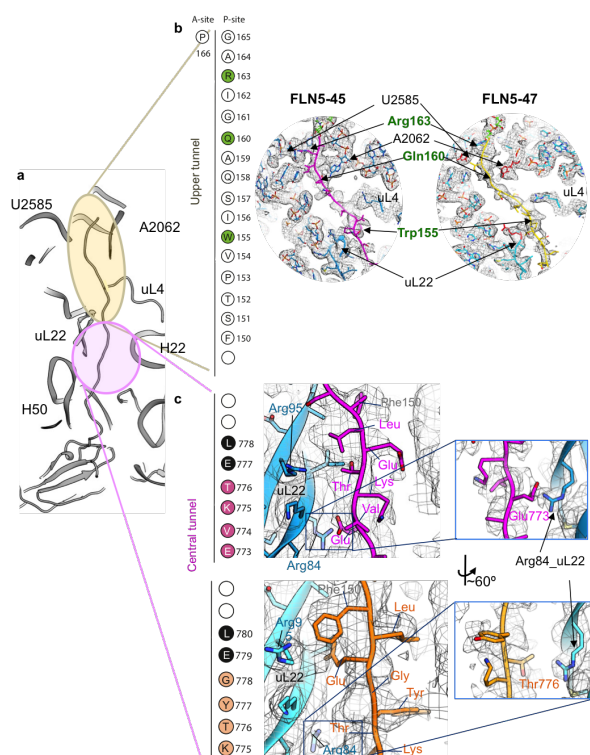 b
A-site P-site
P G 165
166 A 164
R 163
I 162
G 161
Q 160
A 159
Q 158
S 157
I 156
W 155
V 154
P 153
T 152
S 151
F 150
Upper tunnel
FLN5-45 FLN5-47
U2585
Arg163
A2062
Gln160
uL4
Trp155
uL22
a
U2585
A2062
uL4
uL22
H22
H50
c
Central tunnel
L 778
E 777
T 776
K 775
V 774
E 773
Phe150
Arg95
Leu
Glu
Thr
Lys
uL22
Val
Glu
Arg84
Glu773
Arg84_uL22
~60º
L 780
E 779
G 778
Y 777
T 776
K 775
Phe150
Arg9
5
Leu
uL22
Glu
Gly
Tyr
Thr
Arg84
Lys
Thr776